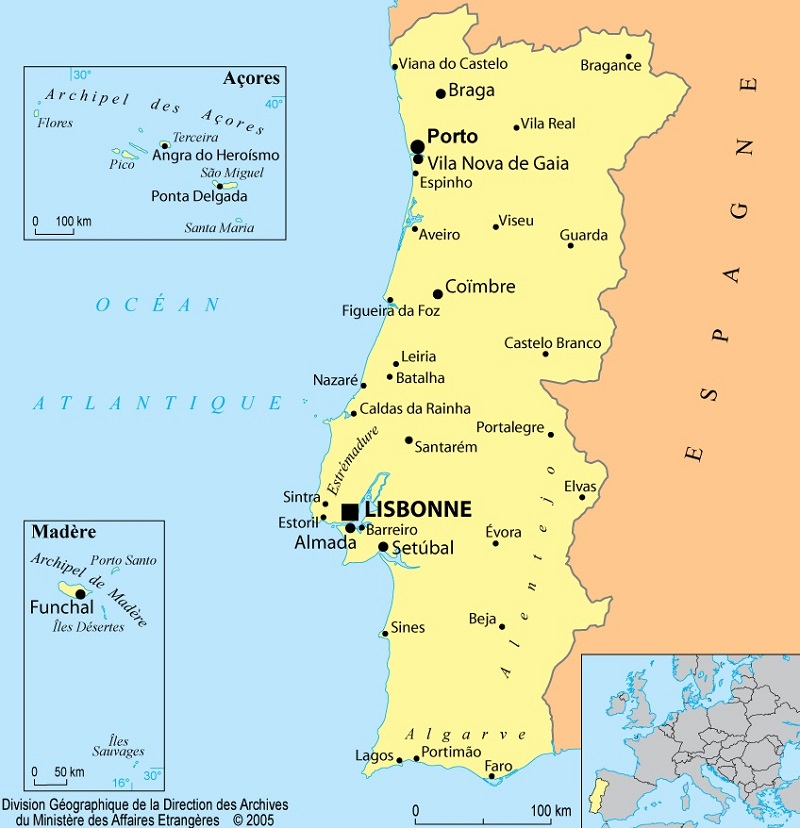 Viana do Castelo
Bragance
Braga
Vila Real
Porto
Vila Nova de Gaia
Espinho
Aveiro
Viseu
Guarda
Coïmbre
Figueira da Foz
Castelo Branco
Leiria
Batalha
Nazaré
Caldas da Rainha
Portalegre
Santarém
Estrémadure
Elvas
Sintra
LISBONNE
Estoril
Barreiro
Almada
Setúbal
Évora
Alentejo
Beja
Sines
Algarve
Lagos
Portimão
Faro
ESPAGNE
OCÉAN
ATLANTIQUE
Açores
30°
40°
Archipel des Açores
Flores
Terceira
Angra do Heroísmo
Pico
São Miguel
Ponta Delgada
Santa Maria
0 100 km
Madère
Porto Santo
Archipel de Madère
Funchal
Îles Désertes
Îles
Sauvages
0 50 km
16°
30°
0 100 km
Division Géographique de la Direction des Archives
du Ministère des Affaires Etrangères © 2005